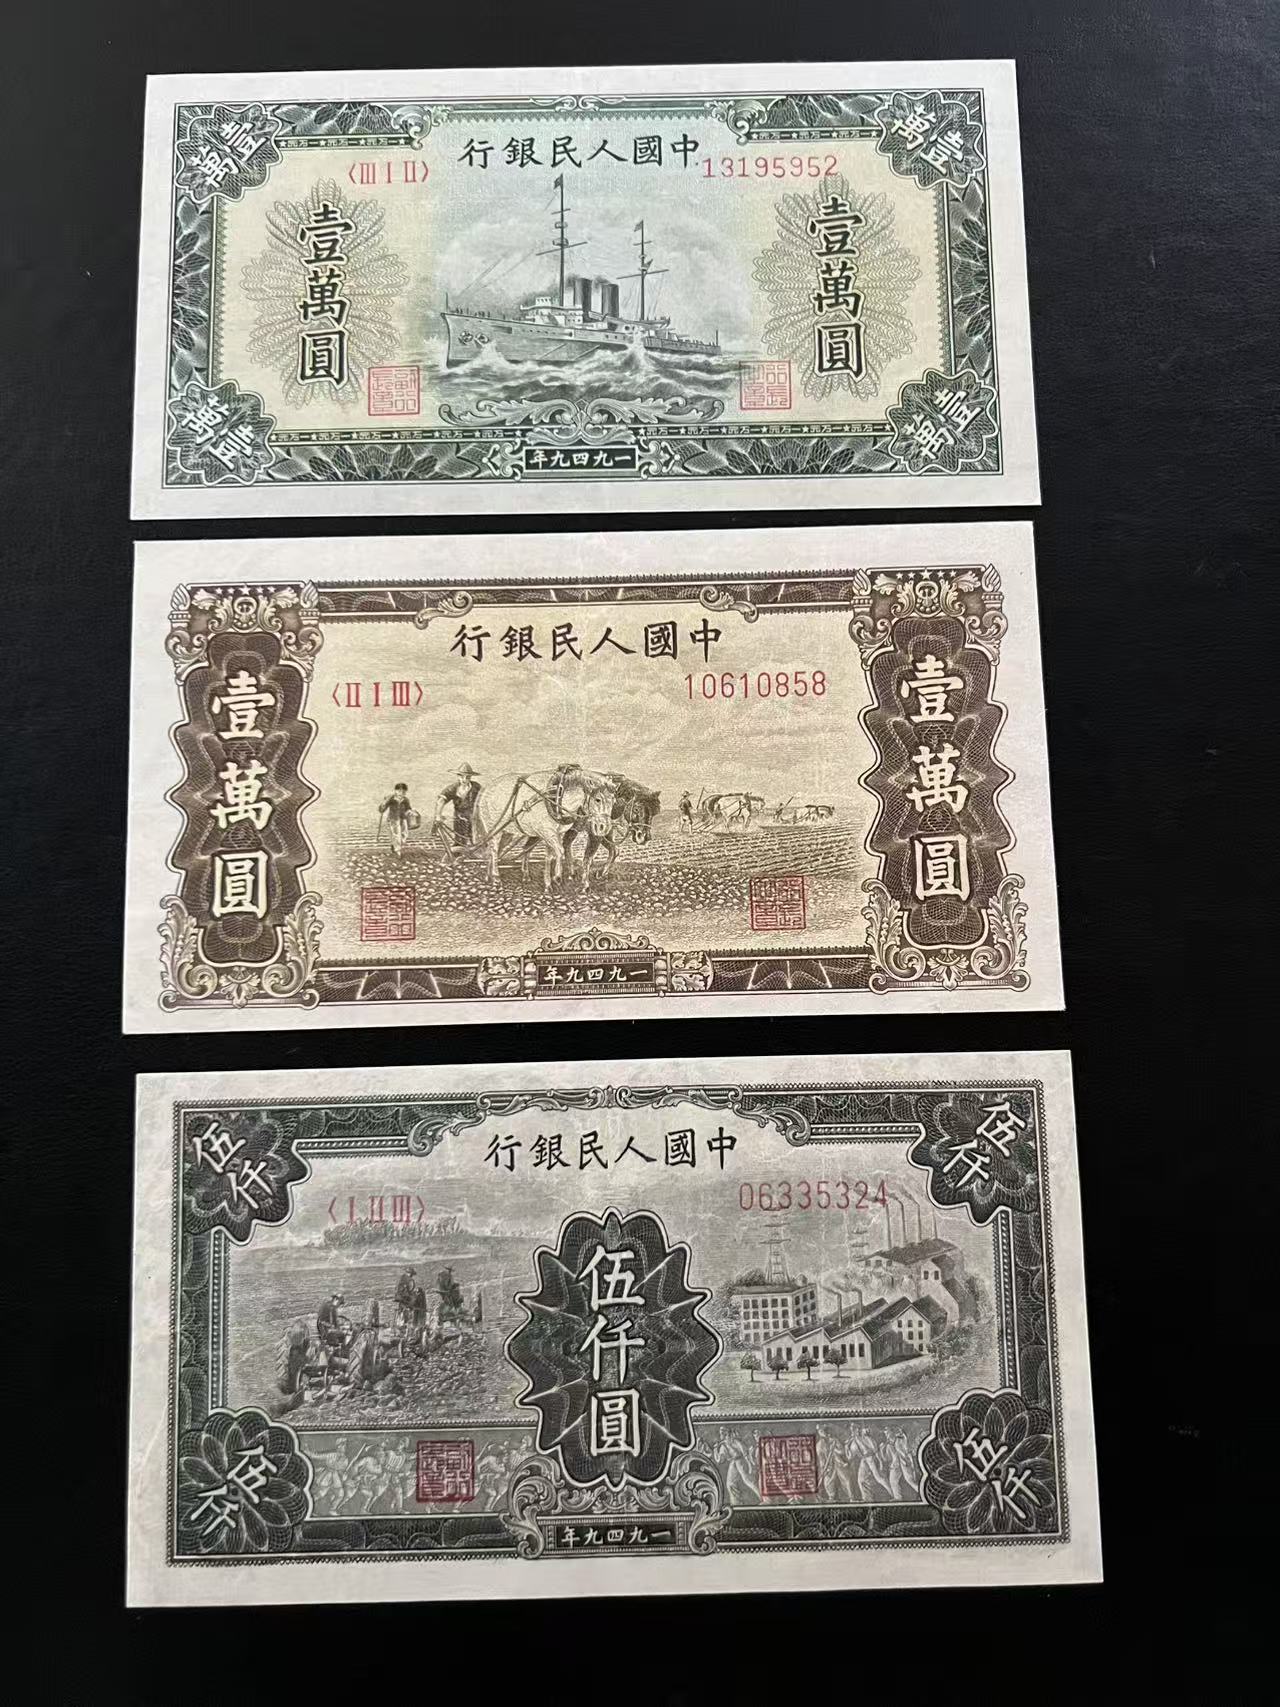 壹萬
壹萬
行銀民人國中
〈III I II〉
13195952
壹萬圓
壹萬圓
壹萬
壹萬
年九四九一
行銀民人國中
〈II I III〉
10610858
壹萬圓
壹萬圓
年九四九一
伍仟
伍仟
行銀民人國中
〈I II III〉
06335324
伍仟圓
伍仟
伍仟
年九四九一